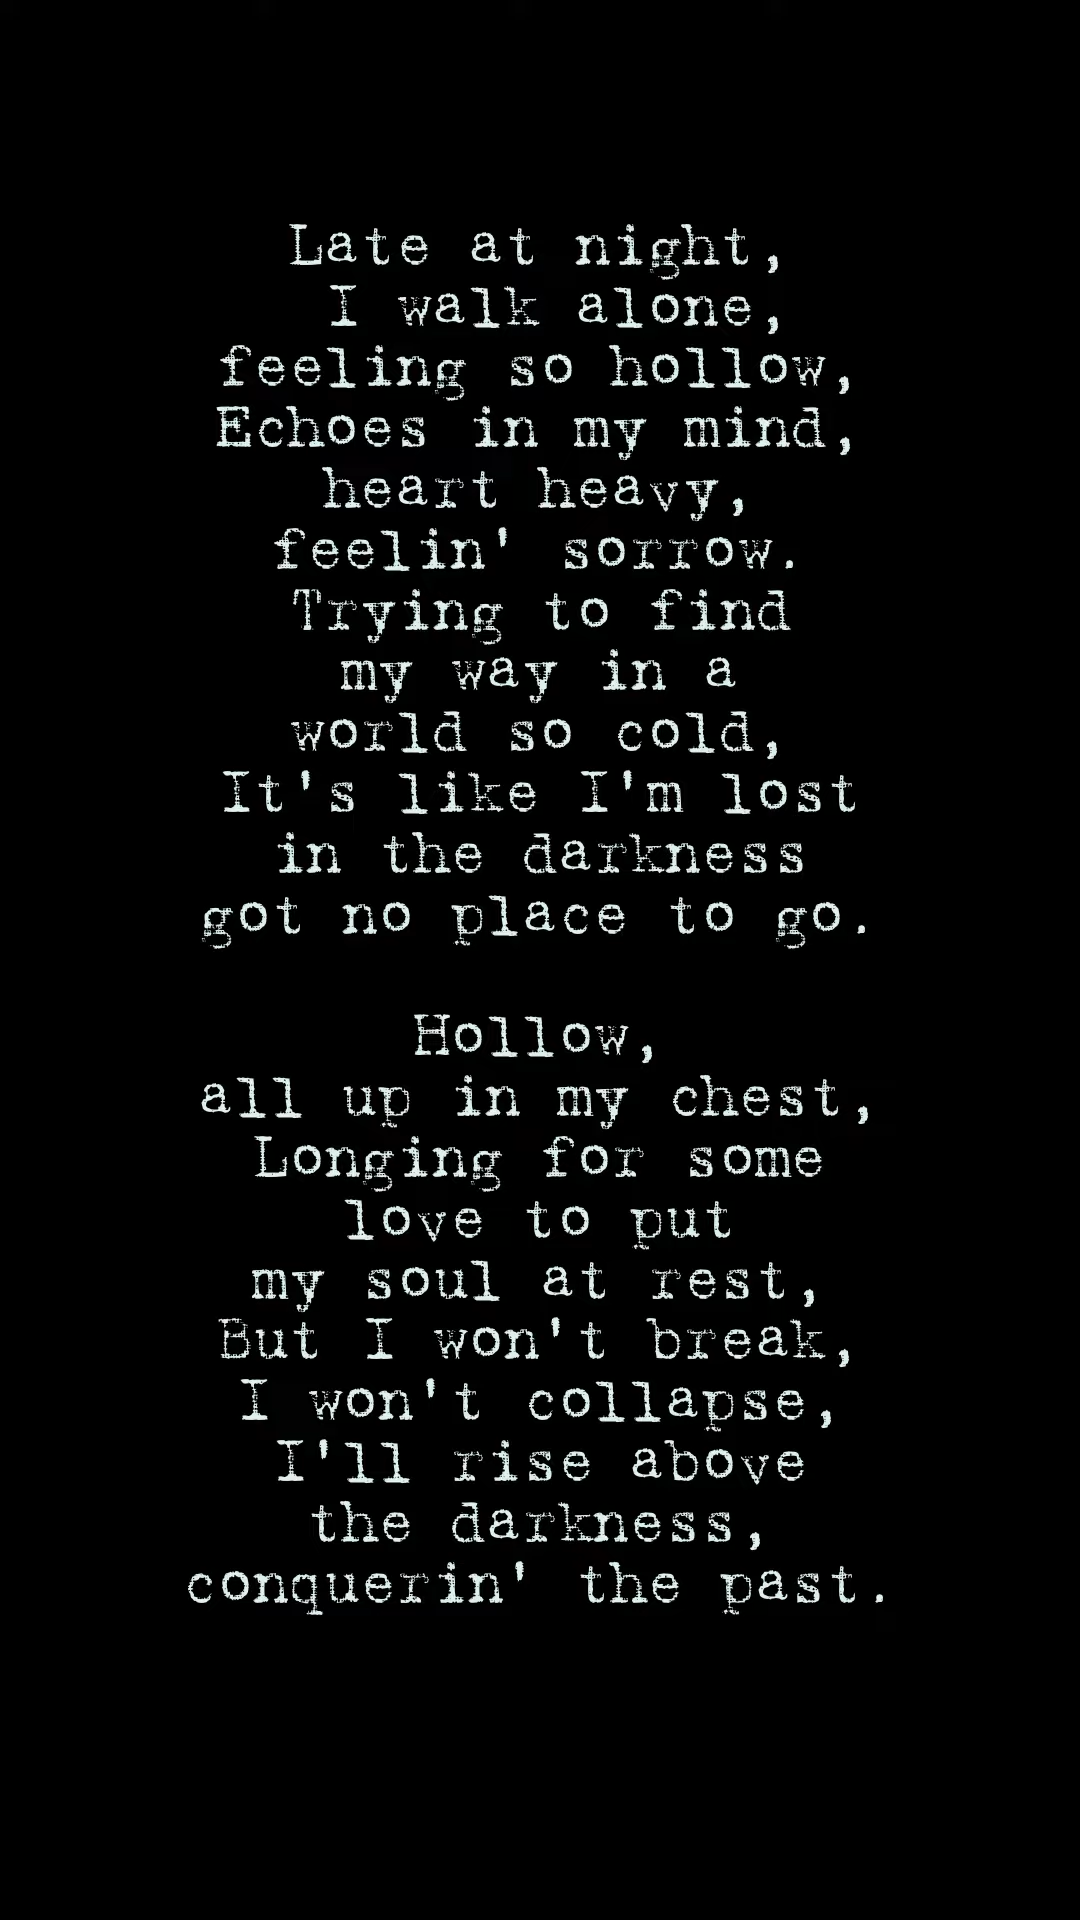 Late at night,
I walk alone,
feeling so hollow,
Echoes in my mind,
heart heavy,
feelin' sorrow.
Trying to find
my way in a
world so cold,
It's like I'm lost
in the darkness
got no place to go.

Hollow,
all up in my chest,
Longing for some
love to put
my soul at rest,
But I won't break,
I won't collapse,
I'll rise above
the darkness,
conquerin' the past.